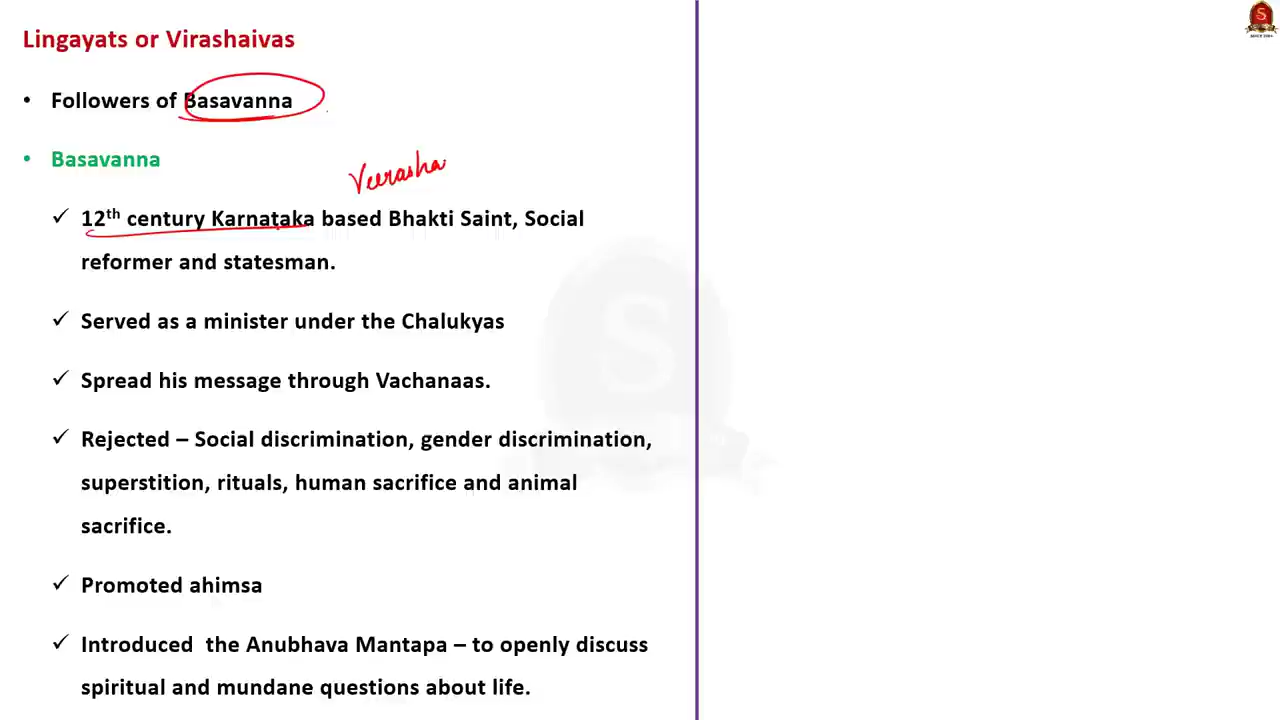 Lingayats or Virashaivas
• Followers of Basavanna
• Basavanna
Veerasha
✓ 12th century Karnataka based Bhakti Saint, Social
reformer and statesman.
✓ Served as a minister under the Chalukyas
✓ Spread his message through Vachanaas.
✓ Rejected – Social discrimination, gender discrimination,
superstition, rituals, human sacrifice and animal
sacrifice.
✓ Promoted ahimsa
✓ Introduced the Anubhava Mantapa – to openly discuss
spiritual and mundane questions about life.
S
S